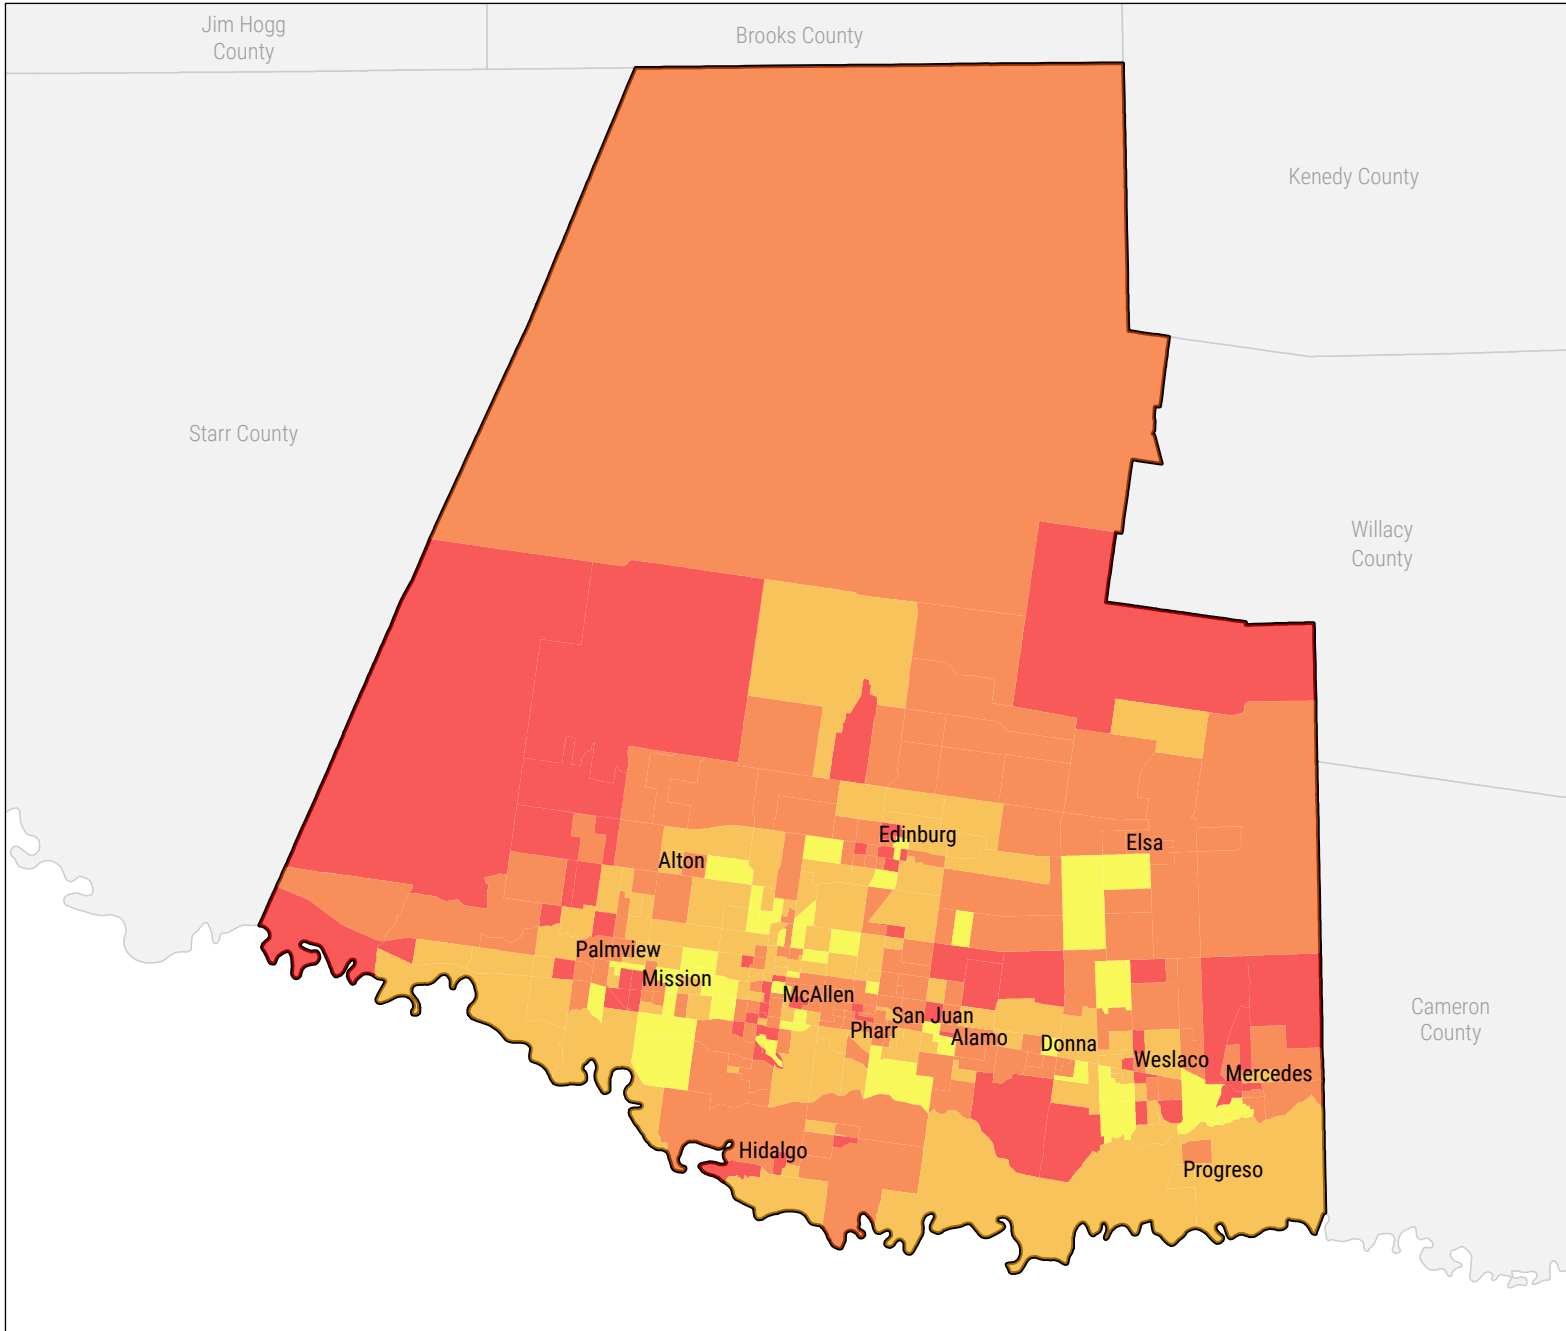 Jim Hogg
County
Brooks County
Kenedy County
Starr County
Willacy
County
Edinburg
Elsa
Alton
Palmview
Mission
McAllen
San Juan
Pharr
Alamo
Donna
Weslaco
Mercedes
Cameron
County
Hidalgo
Progreso